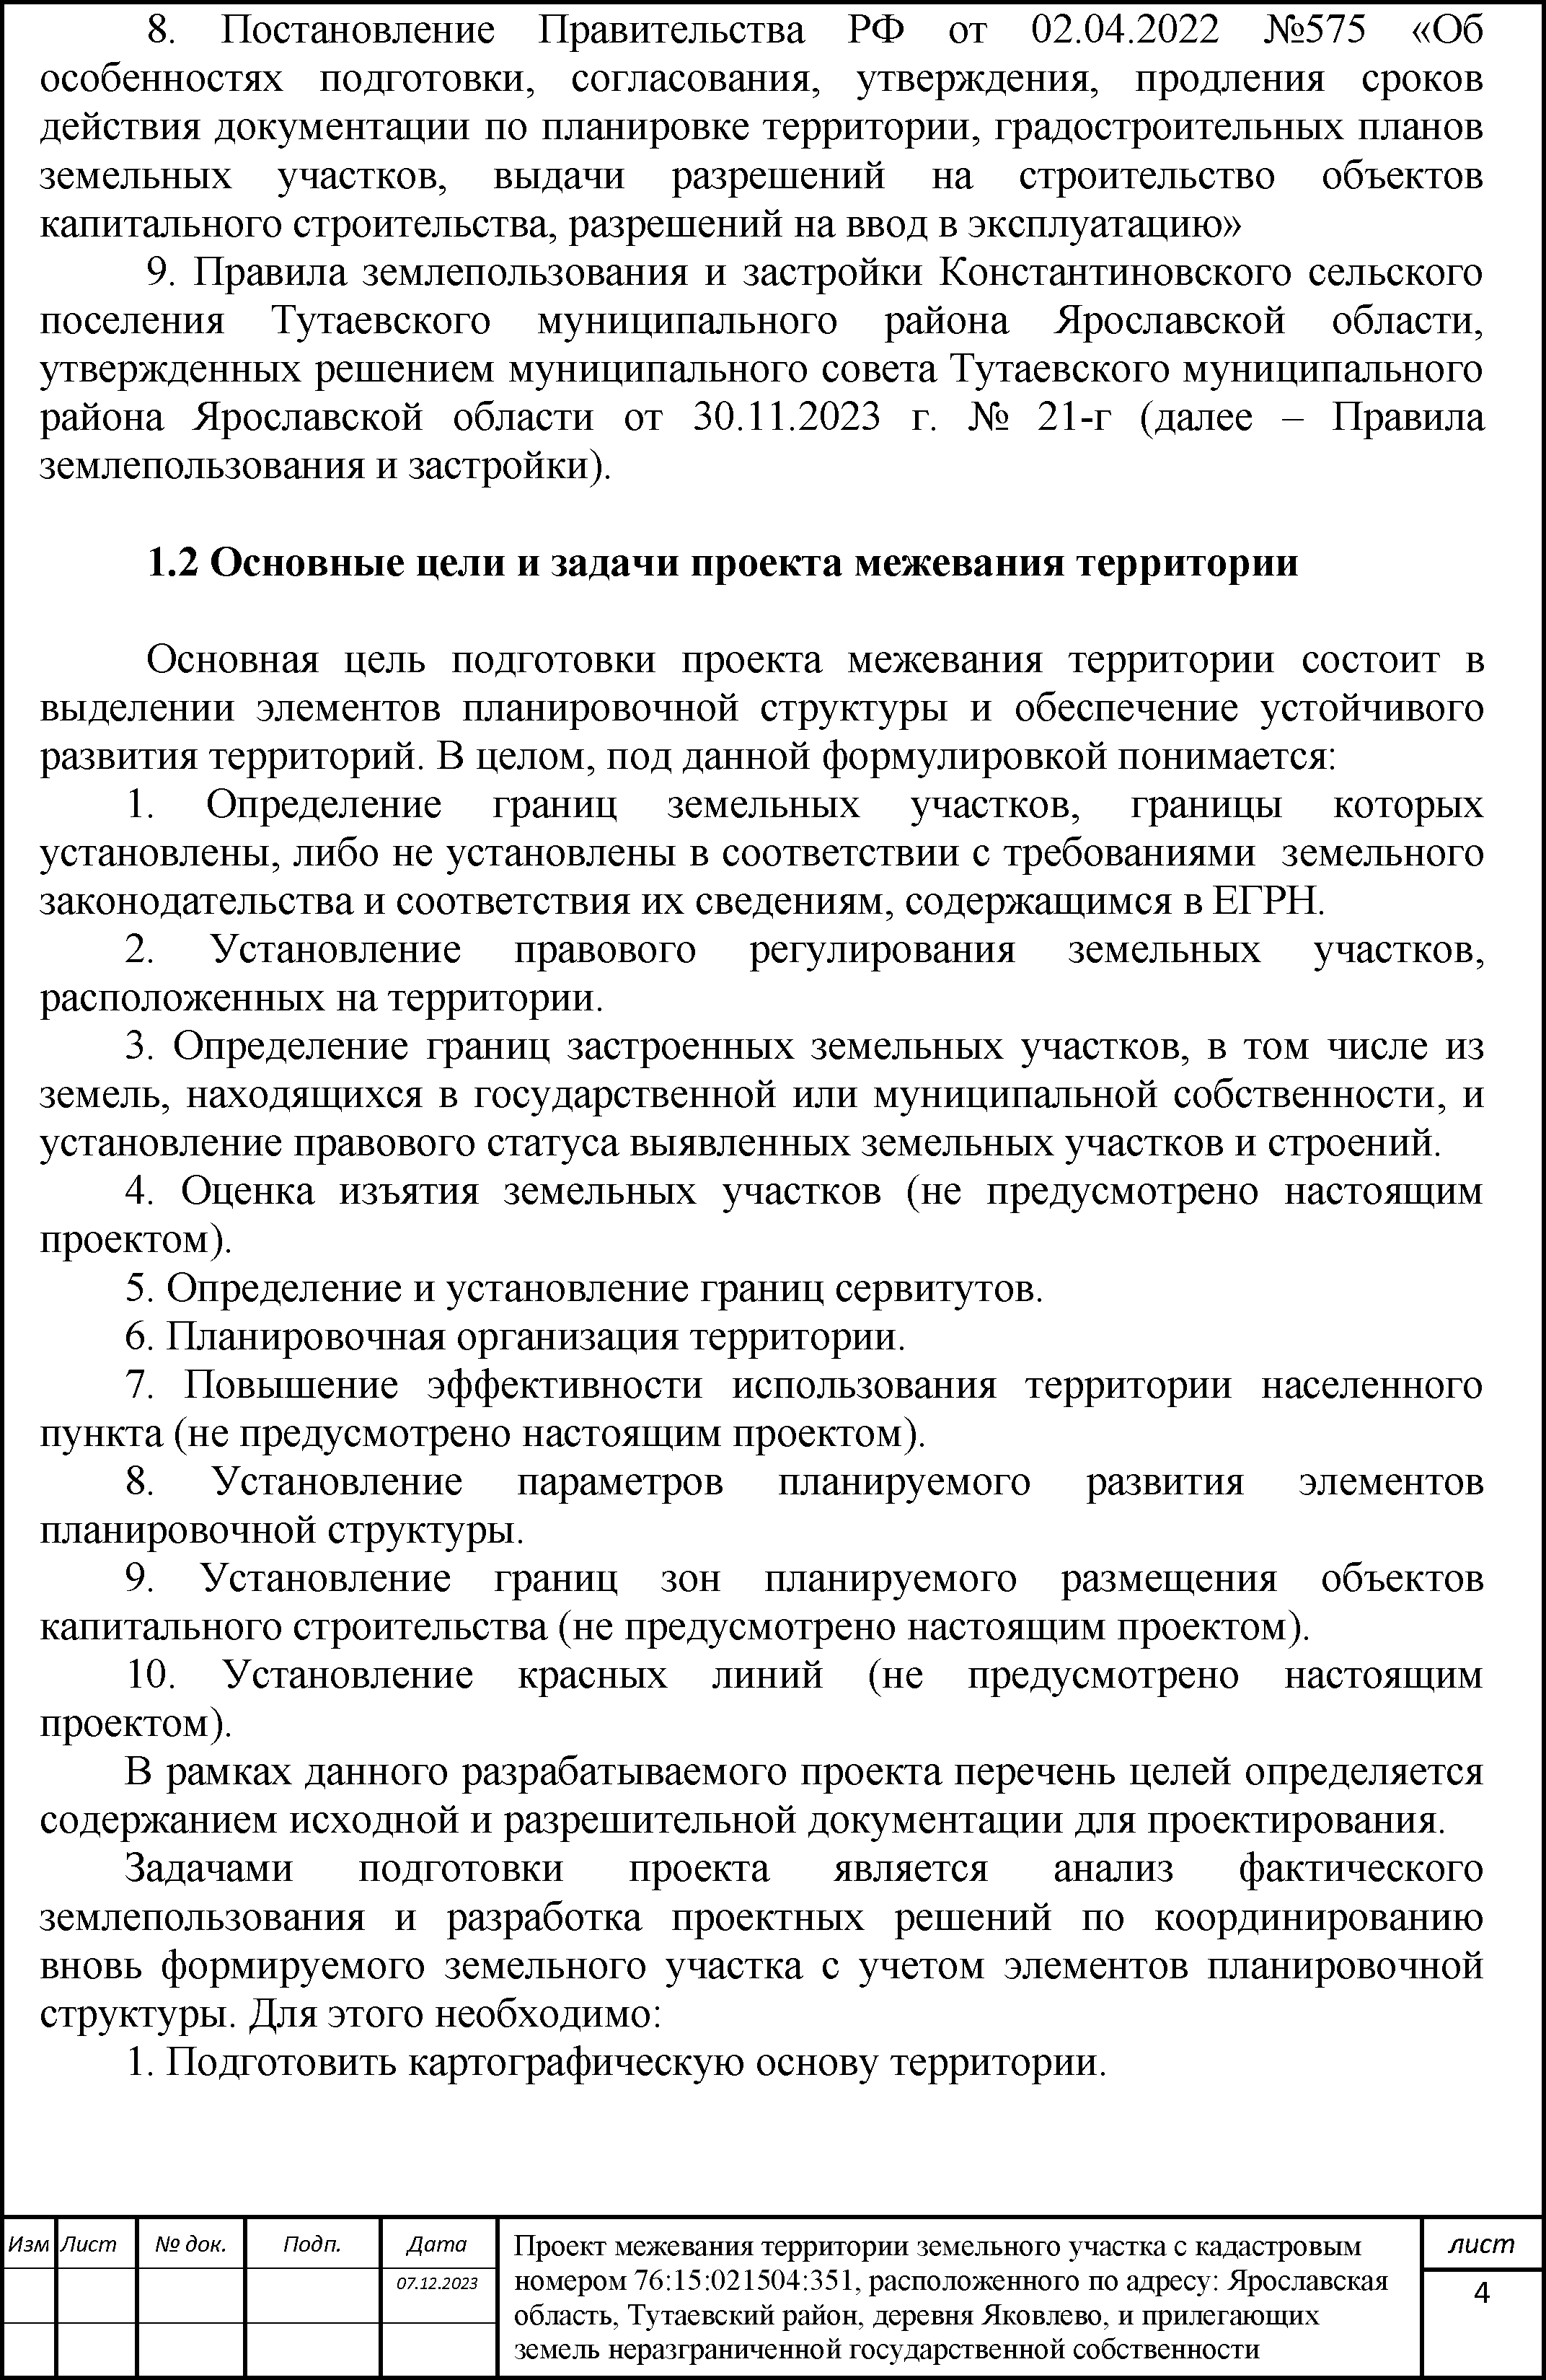 8. Постановление Правительства РФ от 02.04.2022 №575 «Об
особенностях подготовки, согласования, утверждения, продления сроков
действия документации по планировке территории, градостроительных планов
земельных участков, выдачи разрешений на строительство объектов
капитального строительства, разрешений на ввод в эксплуатацию»
9. Правила землепользования и застройки Константиновского сельского
поселения Тутаевского муниципального района Ярославской области,
утвержденных решением муниципального совета Тутаевского муниципального
района Ярославской области от 30.11.2023 г. № 21-г (далее – Правила
землепользования и застройки).
1.2 Основные цели и задачи проекта межевания территории
Основная цель подготовки проекта межевания территории состоит в
выделении элементов планировочной структуры и обеспечение устойчивого
развития территорий. В целом, под данной формулировкой понимается:
1. Определение границ земельных участков, границы которых
установлены, либо не установлены в соответствии с требованиями земельного
законодательства и соответствия их сведениям, содержащимся в ЕГРН.
2. Установление правового регулирования земельных участков,
расположенных на территории.
3. Определение границ застроенных земельных участков, в том числе из
земель, находящихся в государственной или муниципальной собственности, и
установление правового статуса выявленных земельных участков и строений.
4. Оценка изъятия земельных участков (не предусмотрено настоящим
проектом).
5. Определение и установление границ сервитутов.
6. Планировочная организация территории.
7. Повышение эффективности использования территории населенного
пункта (не предусмотрено настоящим проектом).
8. Установление параметров планируемого развития элементов
планировочной структуры.
9. Установление границ зон планируемого размещения объектов
капитального строительства (не предусмотрено настоящим проектом).
10. Установление красных линий (не предусмотрено настоящим
проектом).
В рамках данного разрабатываемого проекта перечень целей определяется
содержанием исходной и разрешительной документации для проектирования.
Задачами подготовки проекта является анализ фактического
землепользования и разработка проектных решений по координированию
вновь формируемого земельного участка с учетом элементов планировочной
структуры. Для этого необходимо:
1. Подготовить картографическую основу территории.
Изм Лист № док. Подп. Дата
07.12.2023
Проект межевания территории земельного участка с кадастровым
номером 76:15:021504:351, расположенного по адресу: Ярославская
область, Тутаевский район, деревня Яковлево, и прилегающих
земель неразграниченной государственной собственности
лист
4